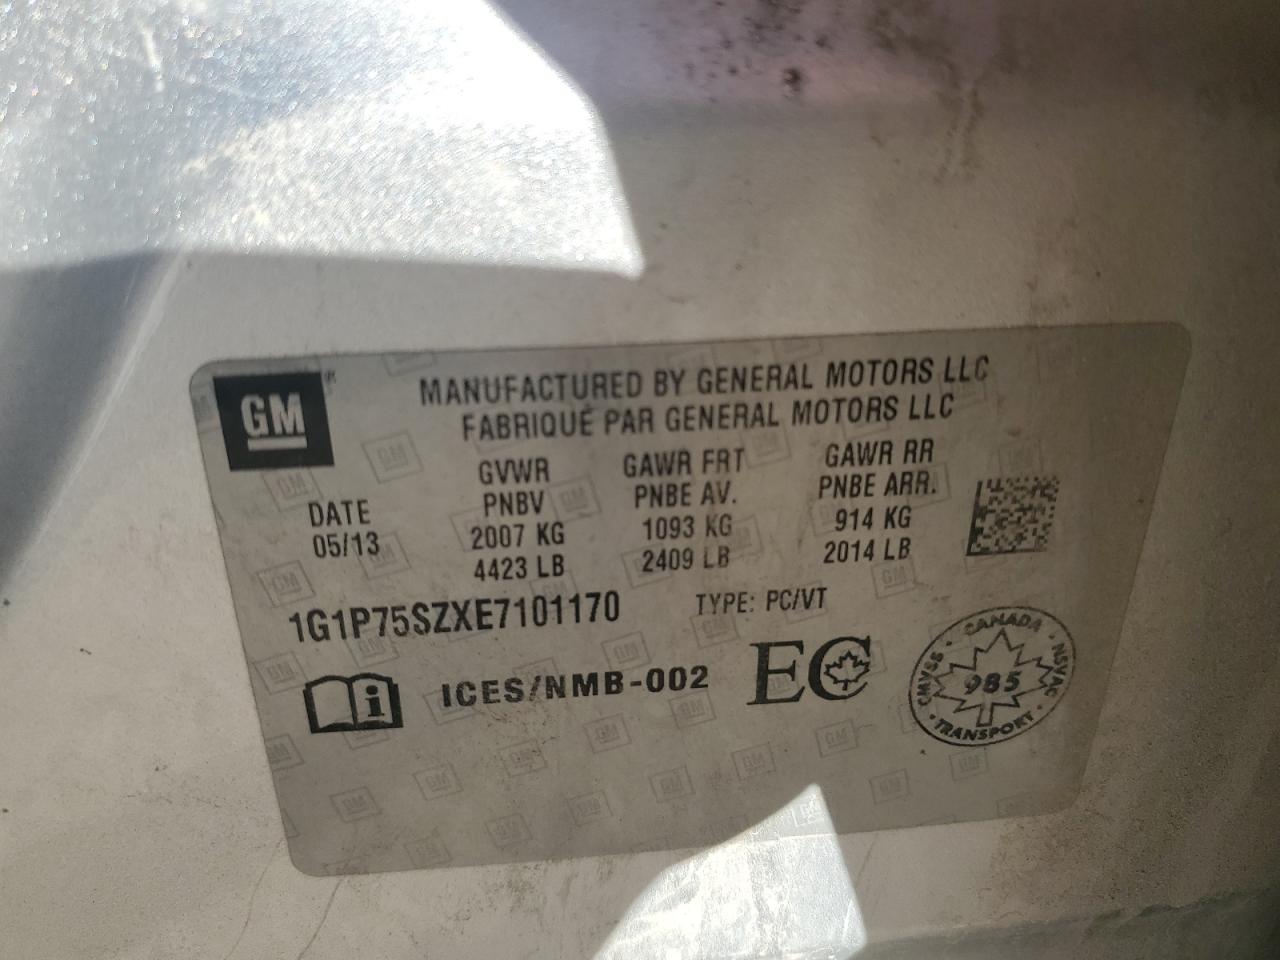 GM
MANUFACTURED BY GENERAL MOTORS LLC
FABRIQUÉ PAR GENERAL MOTORS LLC
DATE
05/13
GVWR
PNBV
2007 KG
4423 LB
GAWR FRT
PNBE AV.
1093 KG
2409 LB
GAWR RR
PNBE ARR.
914 KG
2014 LB
1G1P75SZXE7101170
TYPE: PC/VT
ICES/NMB-002
EC
CANADA
CMVSS
985
NSVAC
TRANSPORT